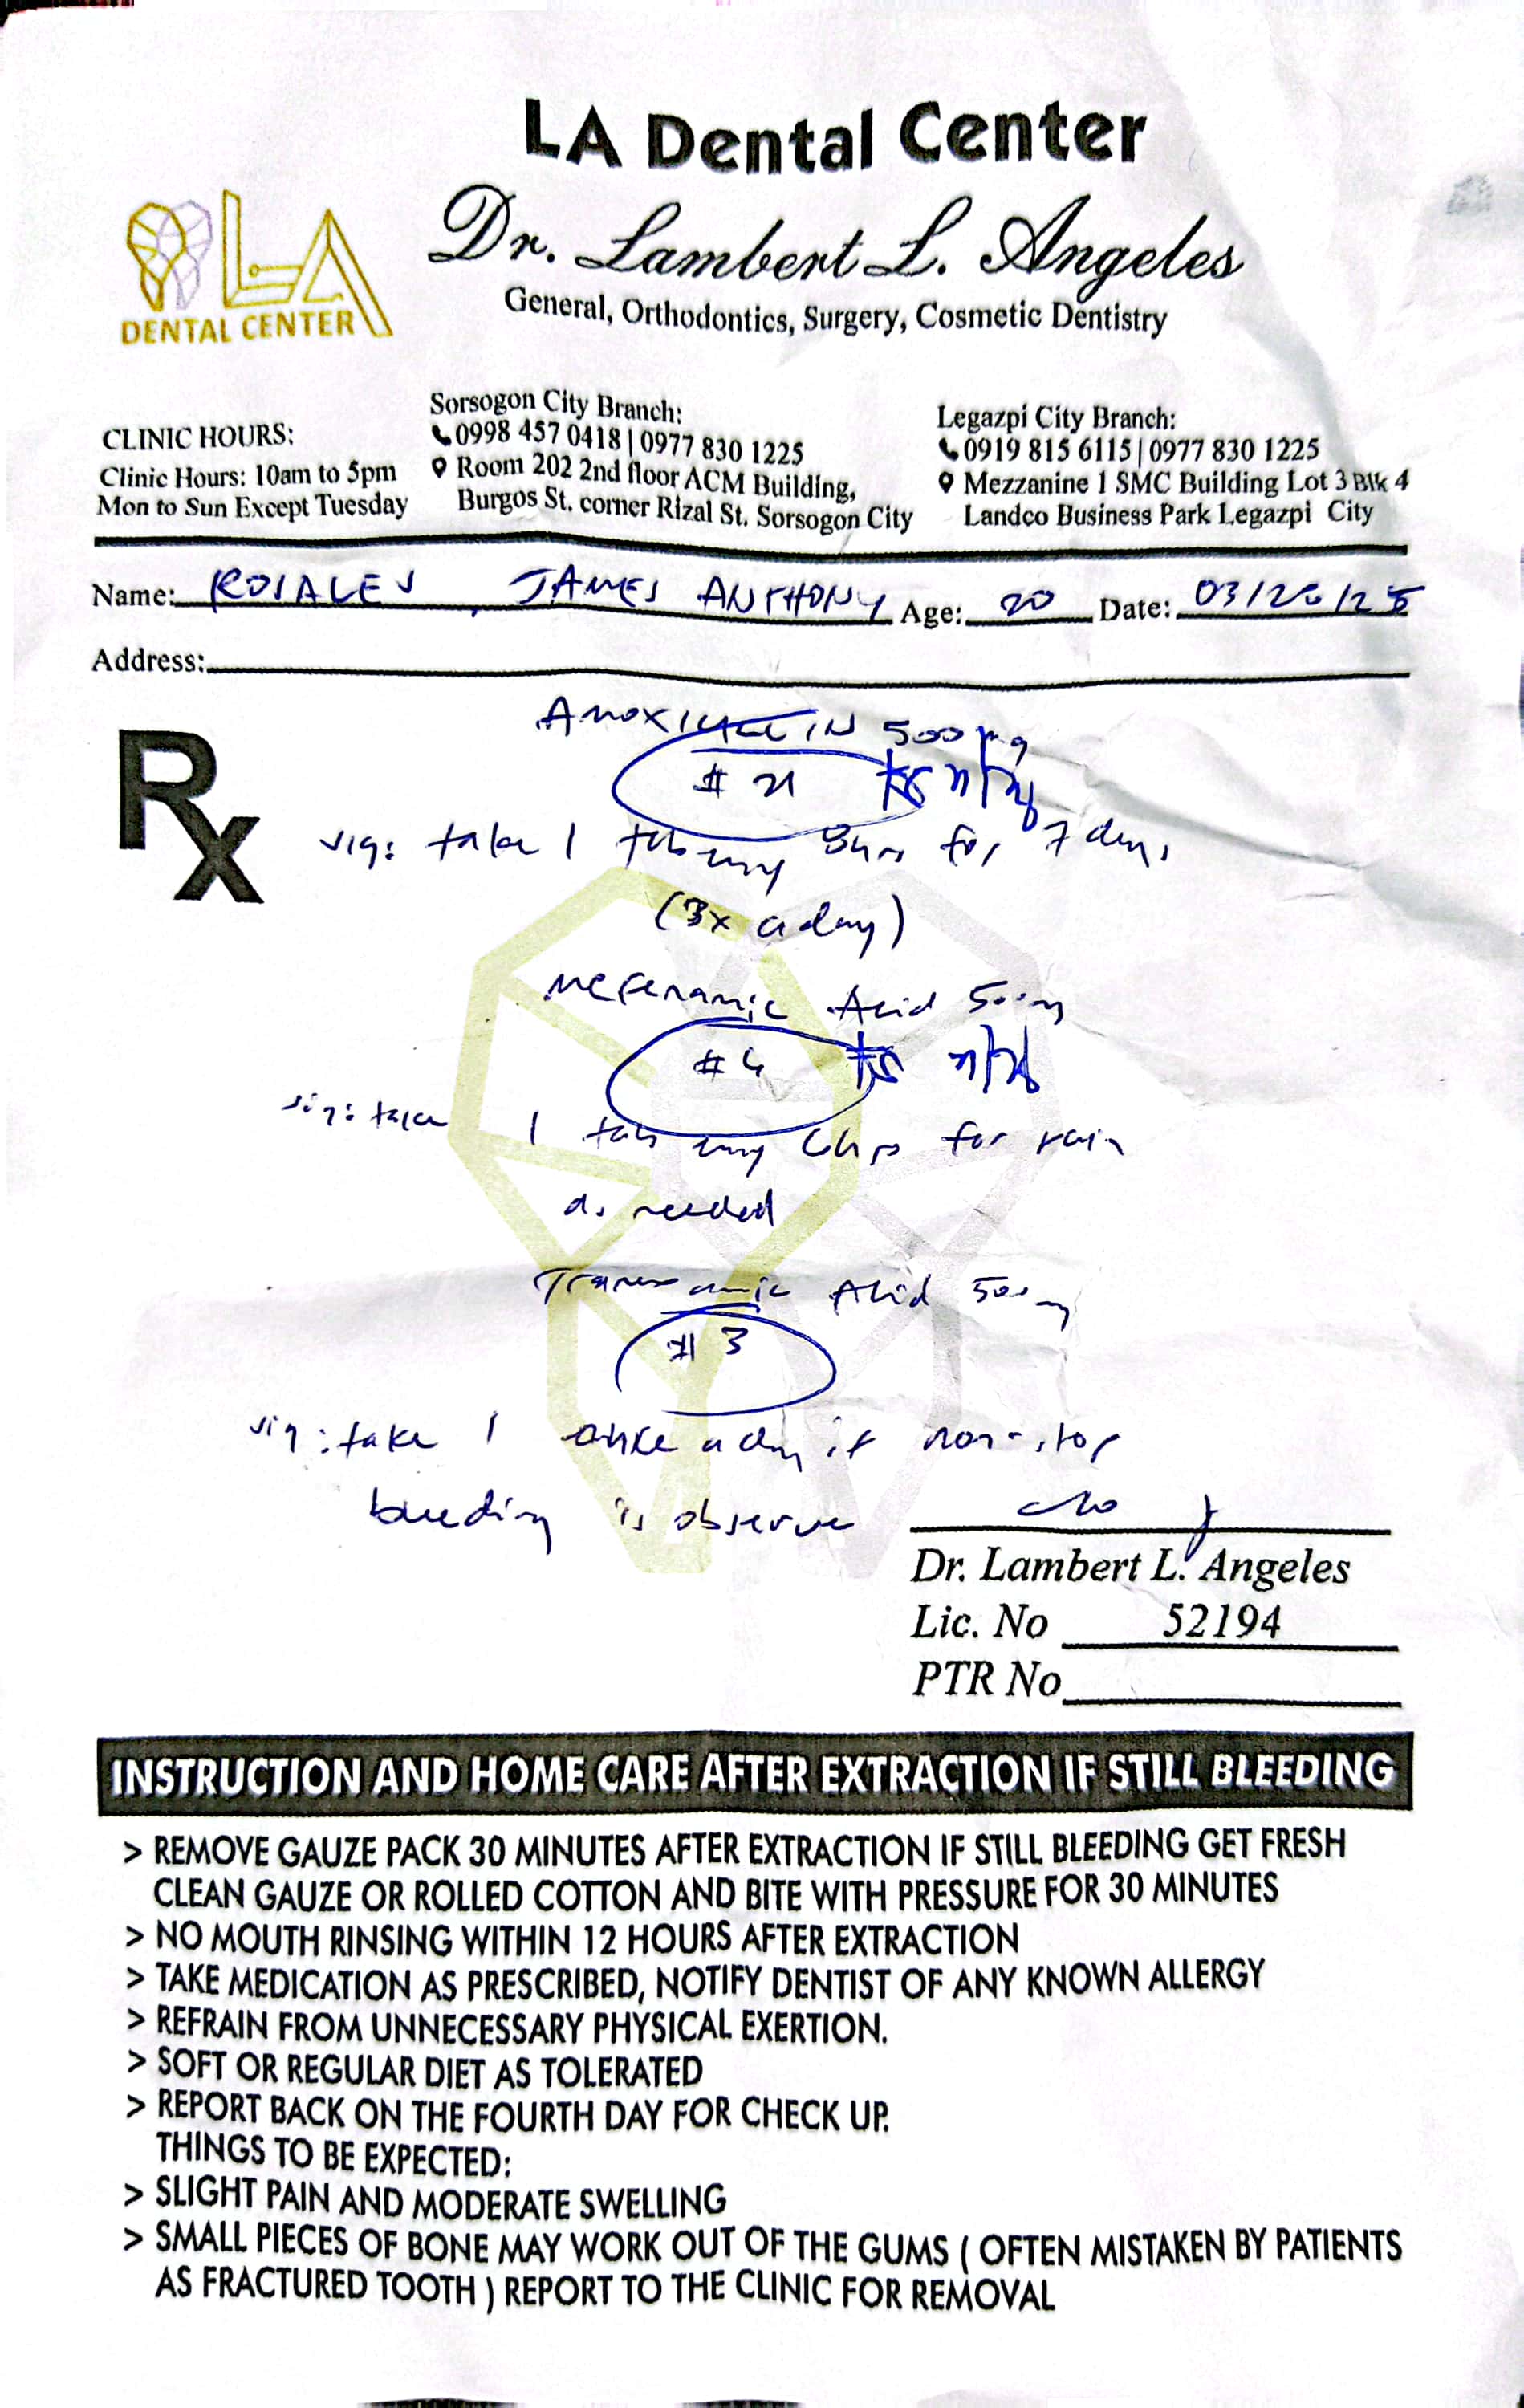 LA Dental Center
Dr. Lambert L. Angeles
General, Orthodontics, Surgery, Cosmetic Dentistry
LA
DENTAL CENTER
CLINIC HOURS:
Clinic Hours: 10am to 5pm
Mon to Sun Except Tuesday
Sorsogon City Branch:
0998 457 0418 | 0977 830 1225
Room 202 2nd floor ACM Building,
Burgos St. corner Rizal St. Sorsogon City
Legazpi City Branch:
0919 815 6115 | 0977 830 1225
Mezzanine 1 SMC Building Lot 3 Blk 4
Landco Business Park Legazpi City
Name: ROSALES, JAMES ANTHONY Age: 20 Date: 03/
Address:
Rx
Amoxicillin 500mg
# 21
sig: take 1 tab every 8hrs for 7 days
(3x a day)
Mefenamic Acid 500mg
#
sig: take 1 tab every 6hrs for pain
as needed
Tranexamic Acid 500mg
# 3
sig: take 1 once a day if non-stop
bleeding is observe
Dr. Lambert L. Angeles
Lic. No 52194
PTR No
INSTRUCTION AND HOME CARE AFTER EXTRACTION IF STILL BLEEDING
> REMOVE GAUZE PACK 30 MINUTES AFTER EXTRACTION IF STILL BLEEDING GET FRESH
CLEAN GAUZE OR ROLLED COTTON AND BITE WITH PRESSURE FOR 30 MINUTES
> NO MOUTH RINSING WITHIN 12 HOURS AFTER EXTRACTION
> TAKE MEDICATION AS PRESCRIBED, NOTIFY DENTIST OF ANY KNOWN ALLERGY
> REFRAIN FROM UNNECESSARY PHYSICAL EXERTION.
> SOFT OR REGULAR DIET AS TOLERATED
> REPORT BACK ON THE FOURTH DAY FOR CHECK UP.
THINGS TO BE EXPECTED:
> SLIGHT PAIN AND MODERATE SWELLING
> SMALL PIECES OF BONE MAY WORK OUT OF THE GUMS ( OFTEN MISTAKEN BY PATIENTS
AS FRACTURED TOOTH ) REPORT TO THE CLINIC FOR REMOVAL